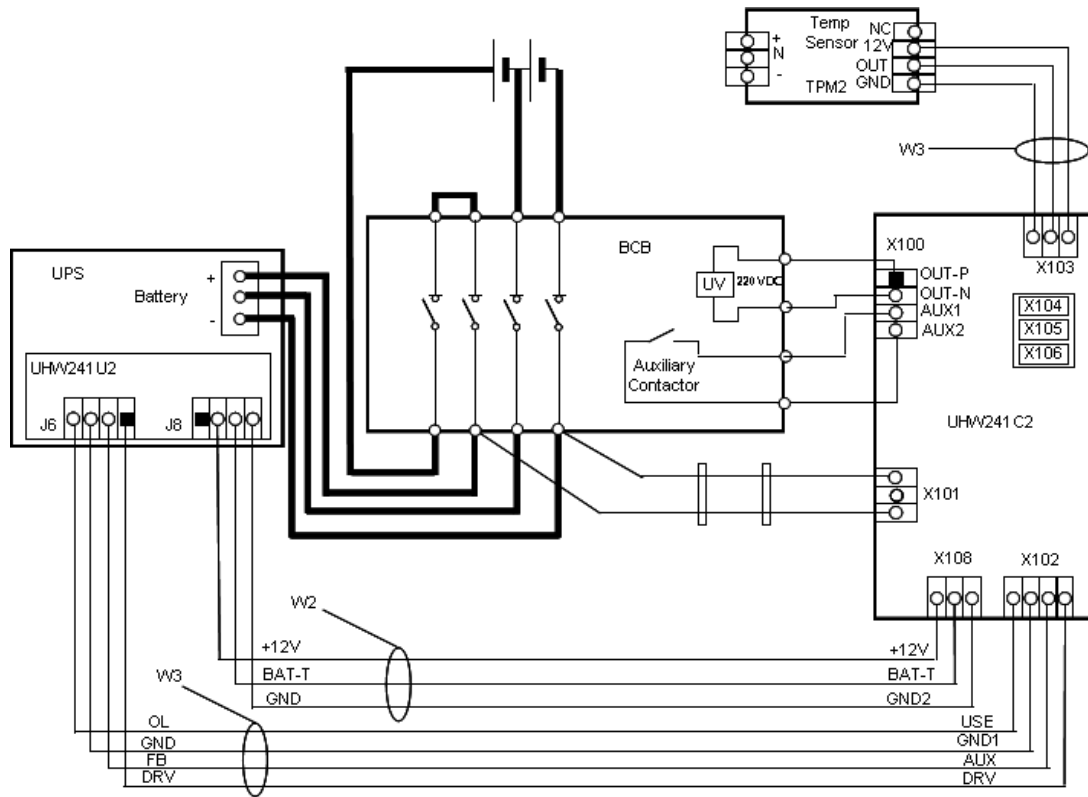 Temp
Sensor
NC
12V
OUT
GND
TPM2
+
N
-
W3
UPS
Battery
+
-
BCB
UV
220VDC
Auxiliary
Contactor
X100
OUT-P
OUT-N
AUX1
AUX2
X103
X104
X105
X106
UHW241 C2
UHW241 U2
J6
J8
X101
X108
X102
W2
+12V
+12V
BAT-T
BAT-T
GND
GND2
W3
OL
USE
GND
GND1
FB
AUX
DRV
DRV